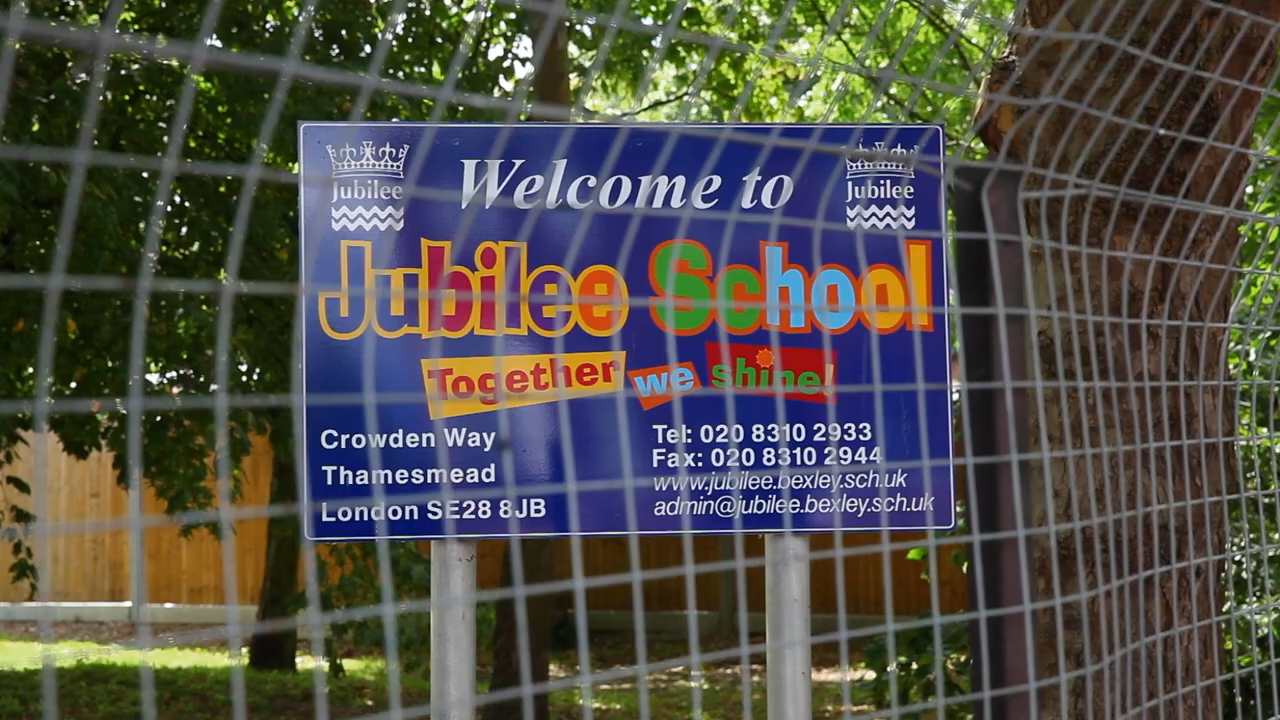 Jubilee
Welcome to
Jubilee
Jubilee School
Together we shine!
Crowden Way
Thamesmead
London SE28 8JB
Tel: 020 8310 2933
Fax: 020 8310 2944
www.jubilee.bexley.sch.uk
admin@jubilee.bexley.sch.uk